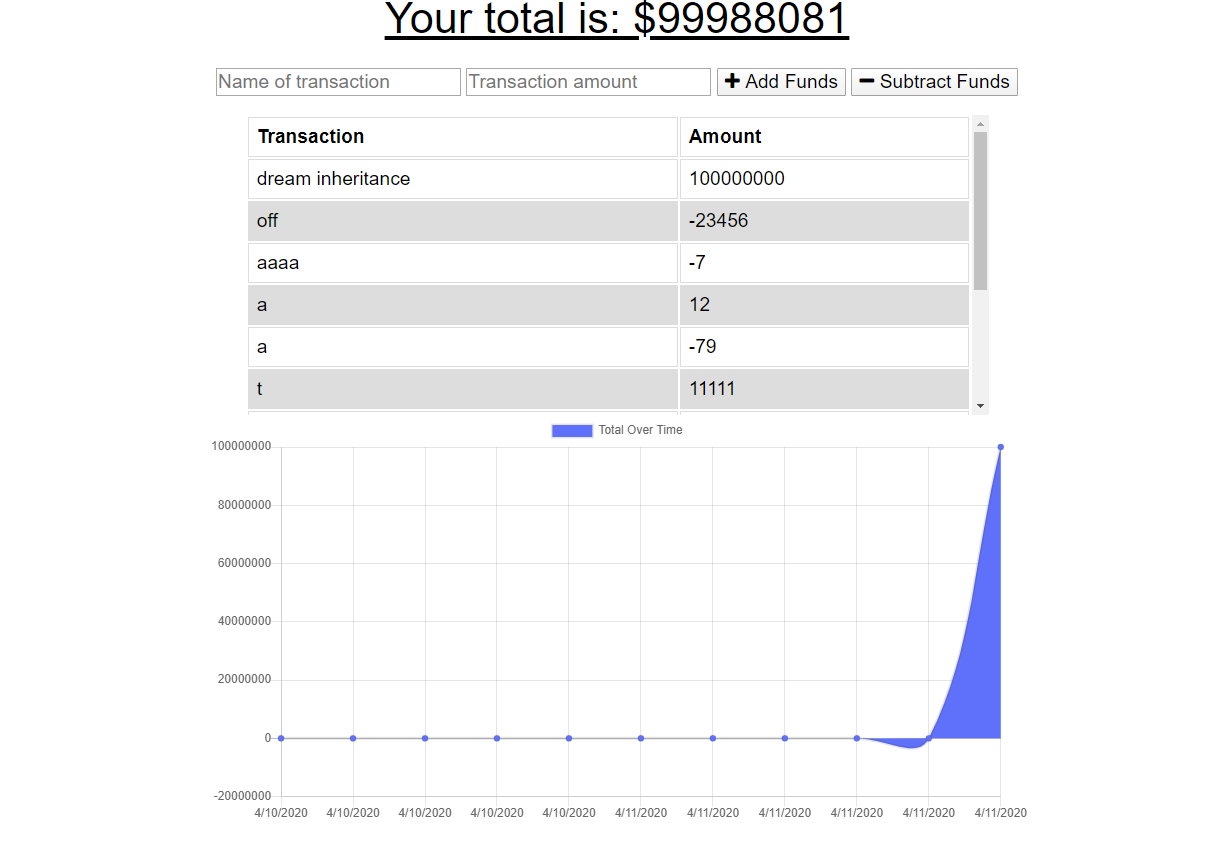 Your total is: $99988081
Name of transaction Transaction amount Add Funds Subtract Funds
Transaction Amount
dream inheritance 100000000
off -23456
aaaa -7
a 12
a -79
t 11111
Total Over Time
100000000
80000000
60000000
40000000
20000000
0
-20000000
4/10/2020 4/10/2020 4/10/2020 4/10/2020 4/10/2020 4/11/2020 4/11/2020 4/11/2020 4/11/2020 4/11/2020 4/11/2020